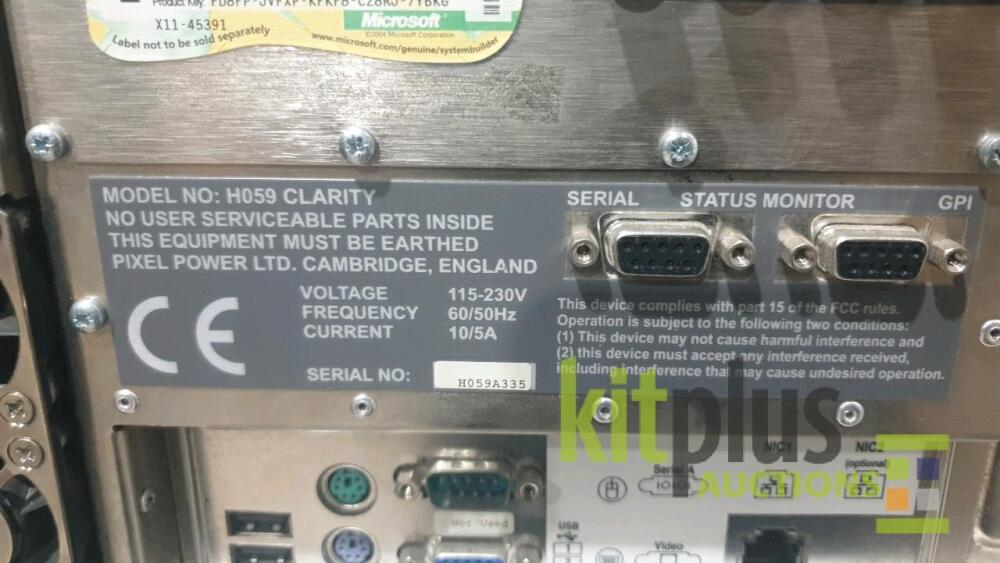 X11-45391
Label not to be sold separately
Microsoft
©2004 Microsoft Corporation
www.microsoft.com/genuine/systembuilder
MODEL NO: H059 CLARITY
NO USER SERVICEABLE PARTS INSIDE
THIS EQUIPMENT MUST BE EARTHED
PIXEL POWER LTD. CAMBRIDGE, ENGLAND
CE
VOLTAGE 115-230V
FREQUENCY 60/50Hz
CURRENT 10/5A
SERIAL NO: H059A335
SERIAL STATUS MONITOR GPI
This device complies with part 15 of the FCC rules.
Operation is subject to the following two conditions:
(1) This device may not cause harmful interference and
(2) this device must accept any interference received,
including interference that may cause undesired operation.
kitplus
AUCTIONS
Serial A
NIC1
NIC2
(optional)
Not Used
USB
Video